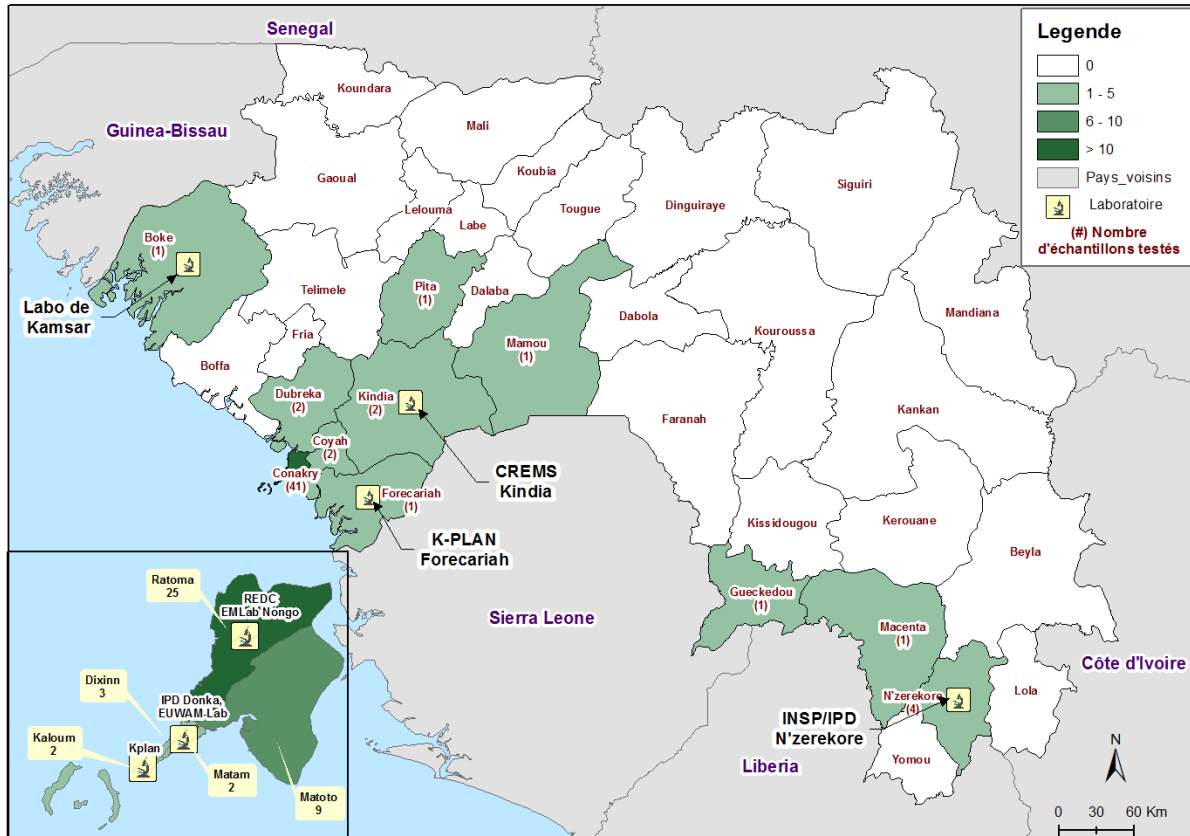 Senegal
Guinea-Bissau
Koundara
Mali
Koubia
Gaoual
Lelouma
Labe
Tougue
Dinguiraye
Siguiri
Boke
(1)
Telimele
Pita
(1)
Dalaba
Labo de
Kamsar
Fria
Boffa
Mamou
(1)
Dabola
Kouroussa
Mandiana
Dubreka
(2)
Kindia
(2)
Coyah
(2)
Conakry
(41)
Forecariah
(1)
Faranah
Kankan
CREMS
Kindia
K-PLAN
Forecariah
Kissidougou
Kerouane
Beyla
Sierra Leone
Gueckedou
(1)
Macenta
(1)
Côte d'Ivoire
N'zerekore
(4)
Lola
INSP/IPD
N'zerekore
Yomou
Liberia
Legende
0
1 - 5
6 - 10
> 10
Pays_voisins
Laboratoire
(#) Nombre
d'échantillons testés
Ratoma
25
REDC
EMLab Nongo
Dixinn
3
IPD Donka,
EUWAM-Lab
Kaloum
2
Kplan
Matam
2
Matoto
9
N
0 30 60 Km